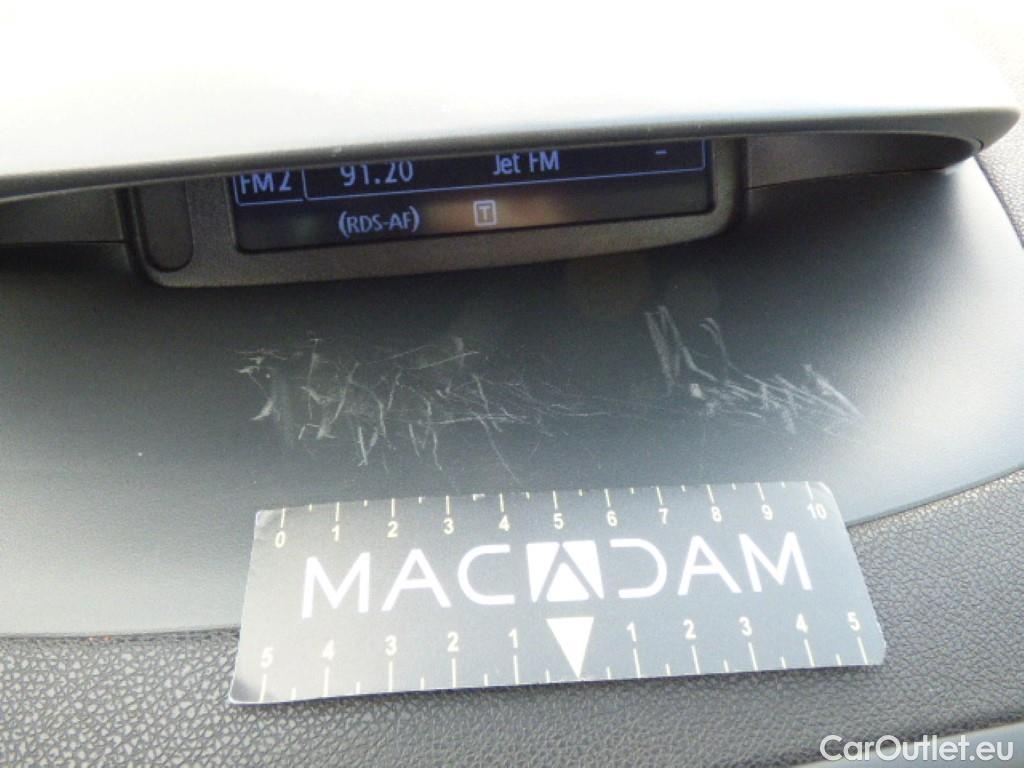 FM2 91.20 Jet FM -
(RDS-AF) T
0 1 2 3 4 5 6 7 8 9 10
MACADAM
5 4 3 2 1 1 2 3 4 5
CarOutlet.eu